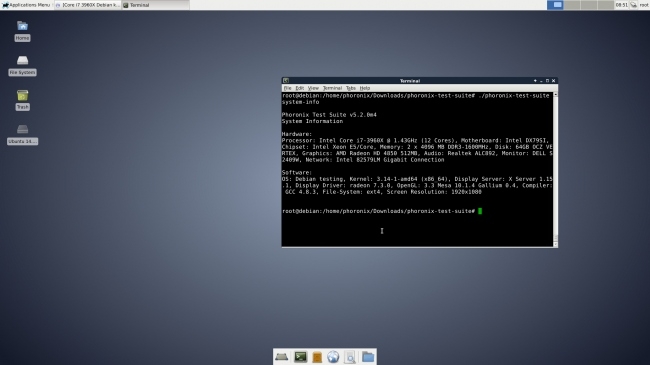 Applications Menu
[Core i7 3960X Debian t...
Terminal
06:51
root
Home
File System
Trash
Ubuntu 14....
Terminal
File Edit View Terminal Tabs Help
root@debian:/home/phoronix/Downloads/phoronix-test-suite# ./phoronix-test-suite
system-info
Phoronix Test Suite v5.2.0m4
System Information
Hardware:
Processor: Intel Core i7-3960X @ 1.43GHz (12 Cores), Motherboard: Intel DX79SI,
Chipset: Intel Xeon E5/Core, Memory: 2 x 4096 MB DDR3-1600MHz, Disk: 64GB OCZ VE
RTEX, Graphics: AMD Radeon HD 4850 512MB, Audio: Realtek ALC892, Monitor: DELL S
2409W, Network: Intel 82579LM Gigabit Connection
Software:
OS: Debian testing, Kernel: 3.14-1-amd64 (x86_64), Display Server: X Server 1.15
.1, Display Driver: radeon 7.3.0, OpenGL: 3.3 Mesa 10.1.4 Gallium 0.4, Compiler:
GCC 4.8.3, File-System: ext4, Screen Resolution: 1920x1080
root@debian:/home/phoronix/Downloads/phoronix-test-suite#